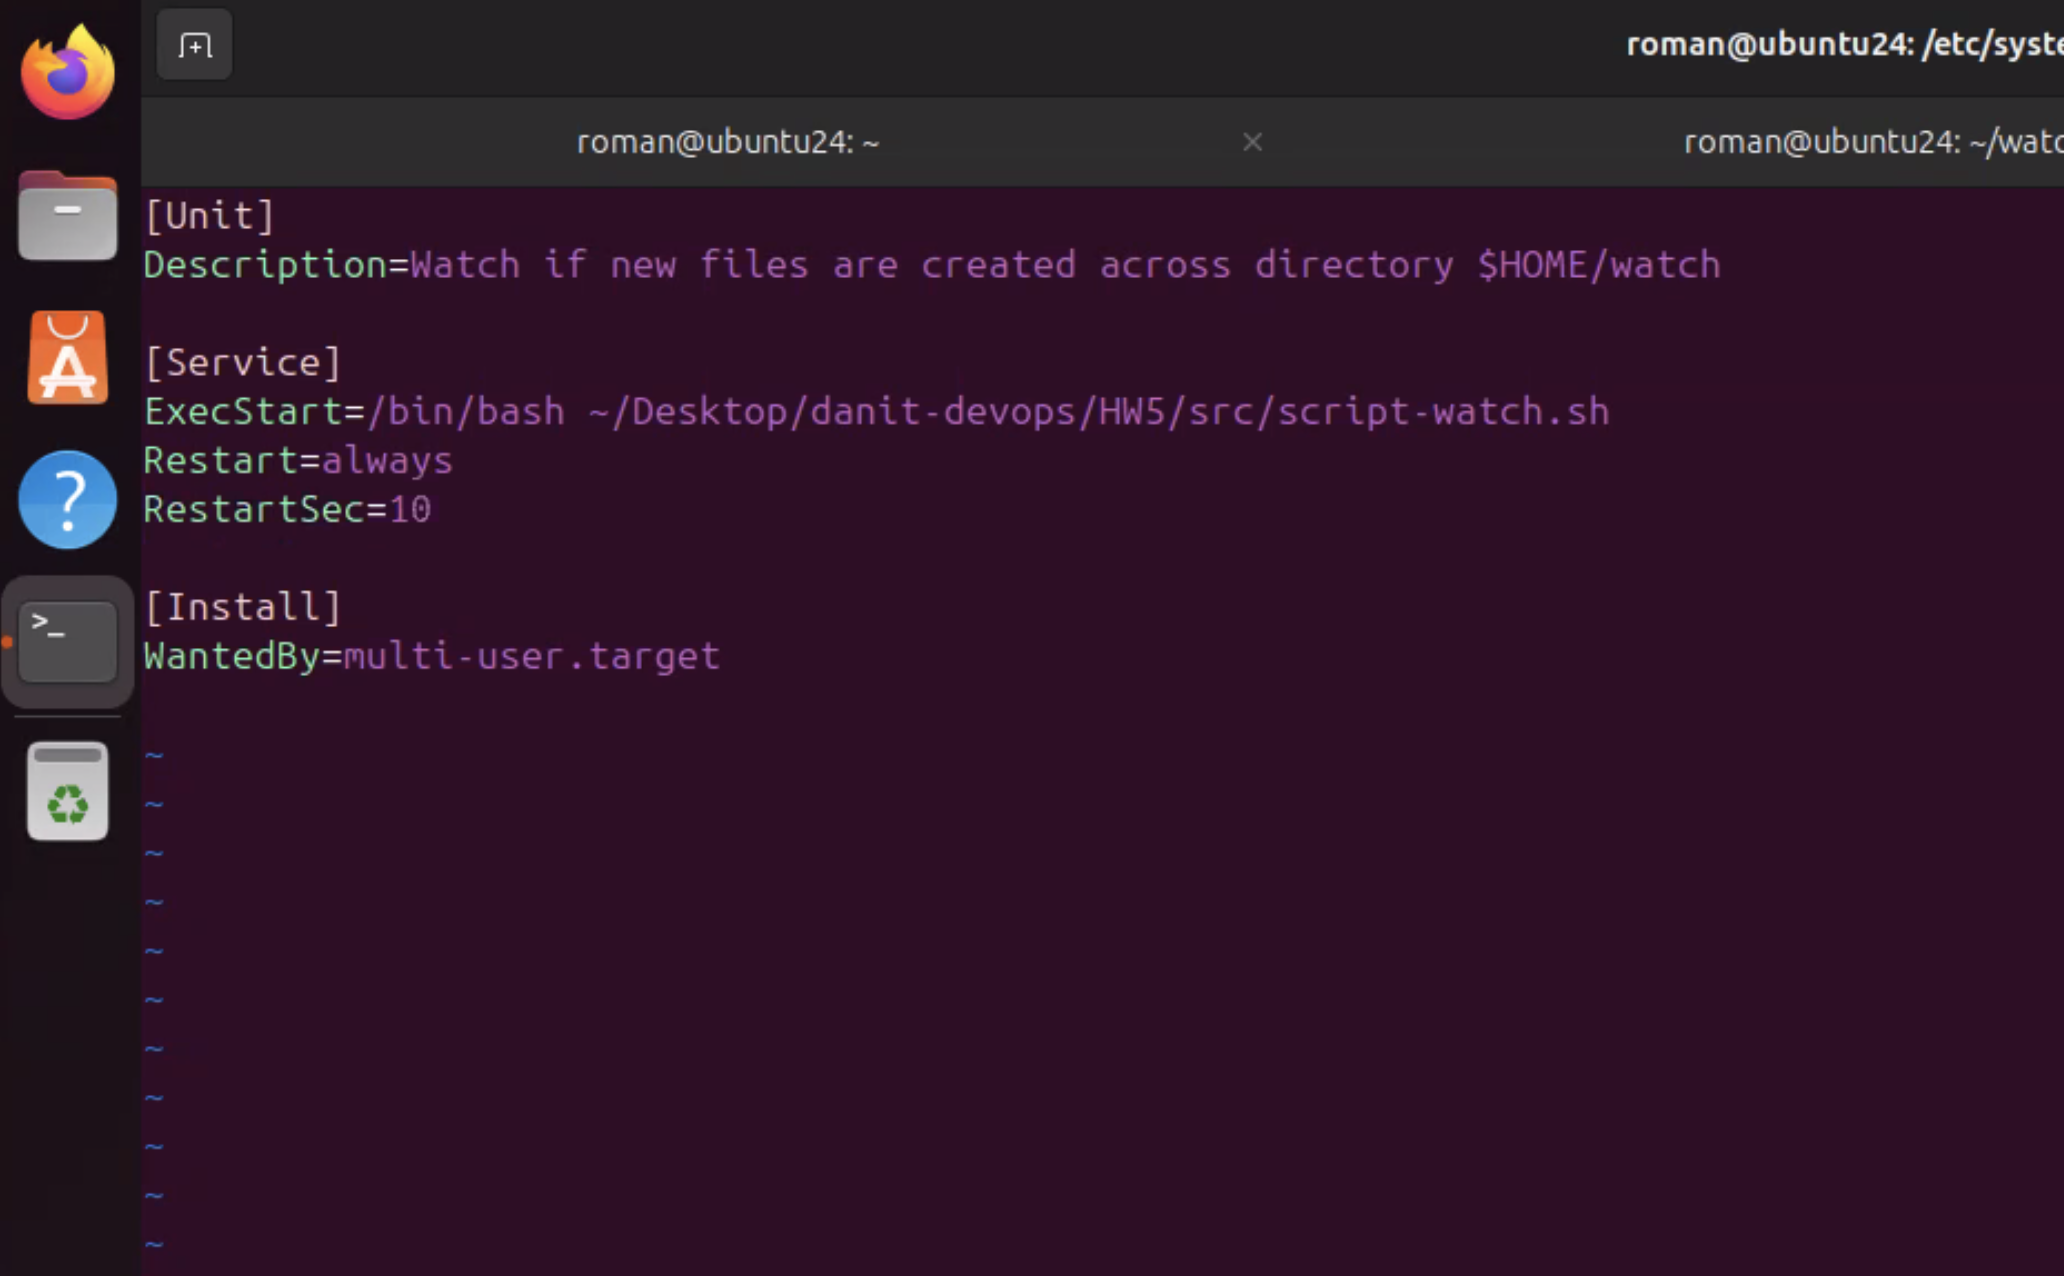 roman@ubuntu24: /etc/syste
roman@ubuntu24: ~
roman@ubuntu24: ~/watc
[Unit]
Description=Watch if new files are created across directory $HOME/watch
[Service]
ExecStart=/bin/bash ~/Desktop/danit-devops/HW5/src/script-watch.sh
Restart=always
RestartSec=10
[Install]
WantedBy=multi-user.target
~
~
~
~
~
~
~
~
~
~
~